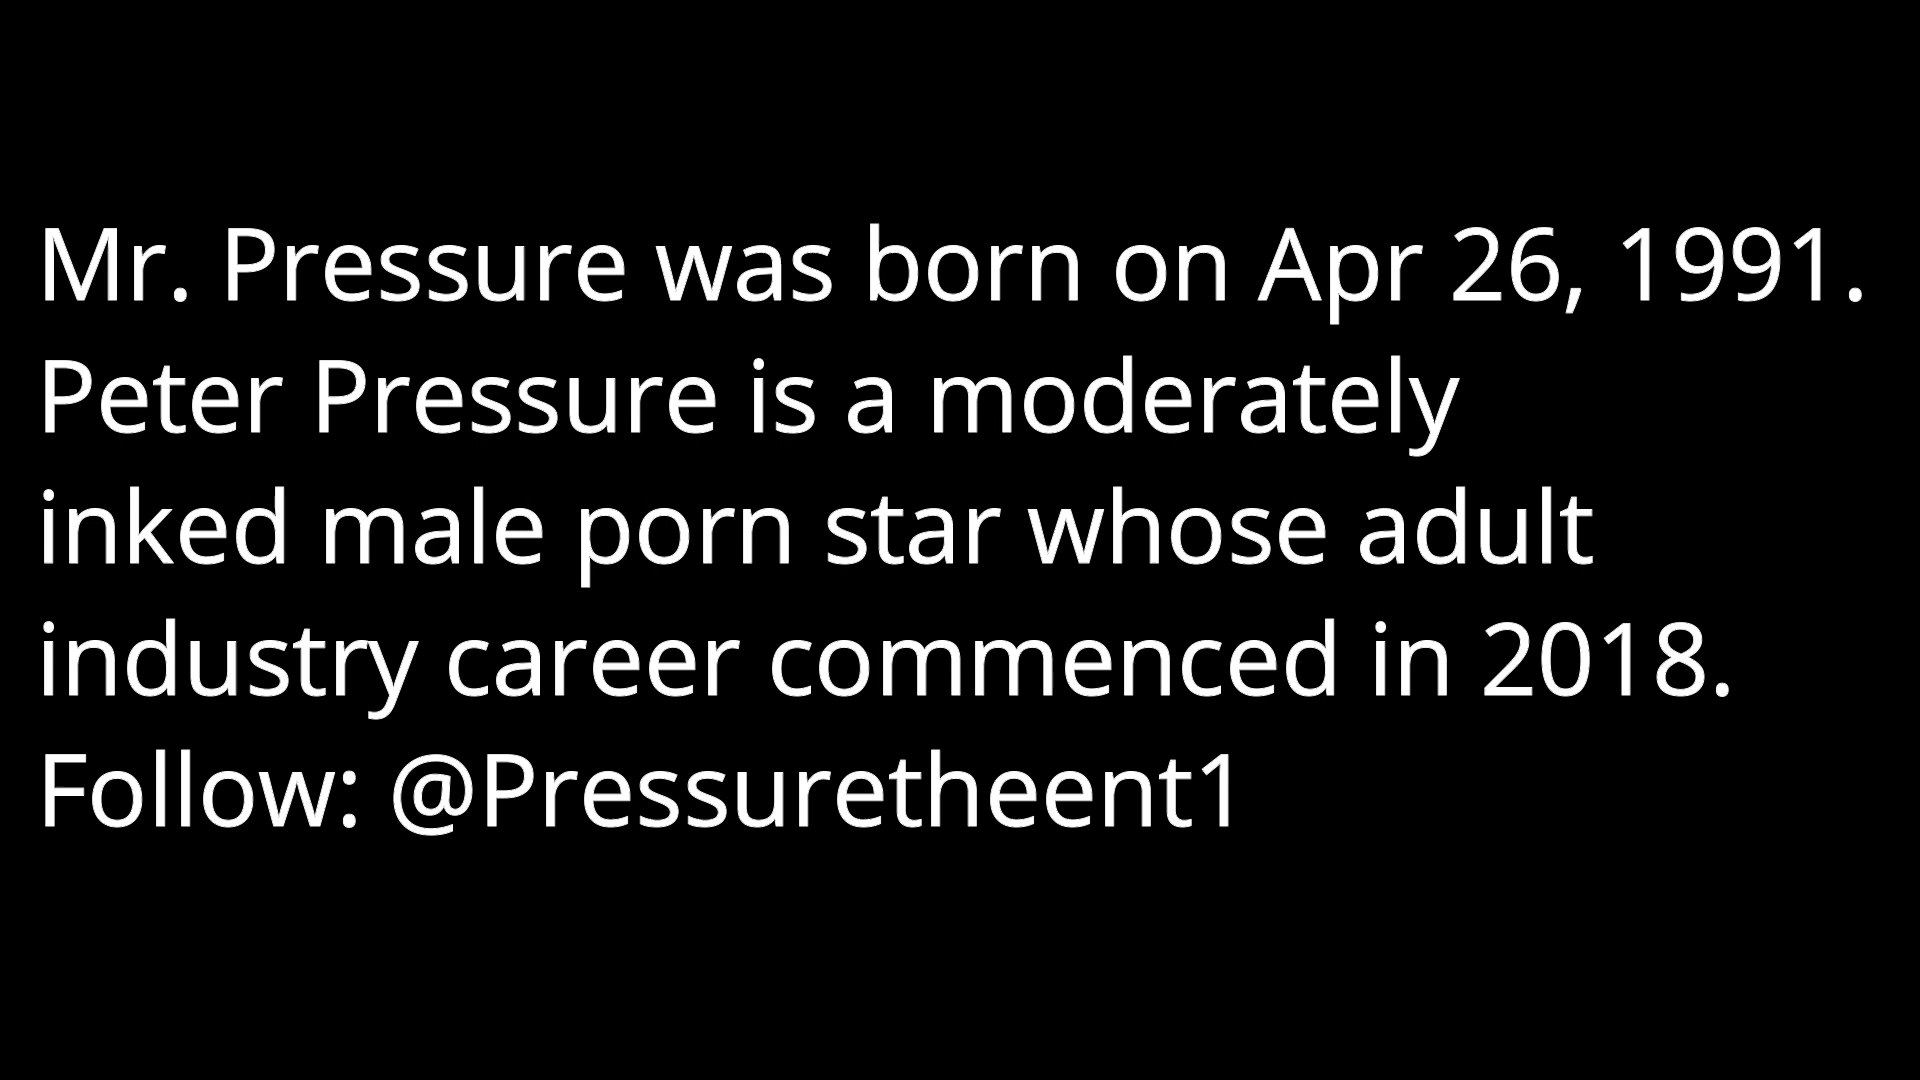 Mr. Pressure was born on Apr 26, 1991.
Peter Pressure is a moderately
inked male porn star whose adult
industry career commenced in 2018.
Follow: @Pressuretheent1